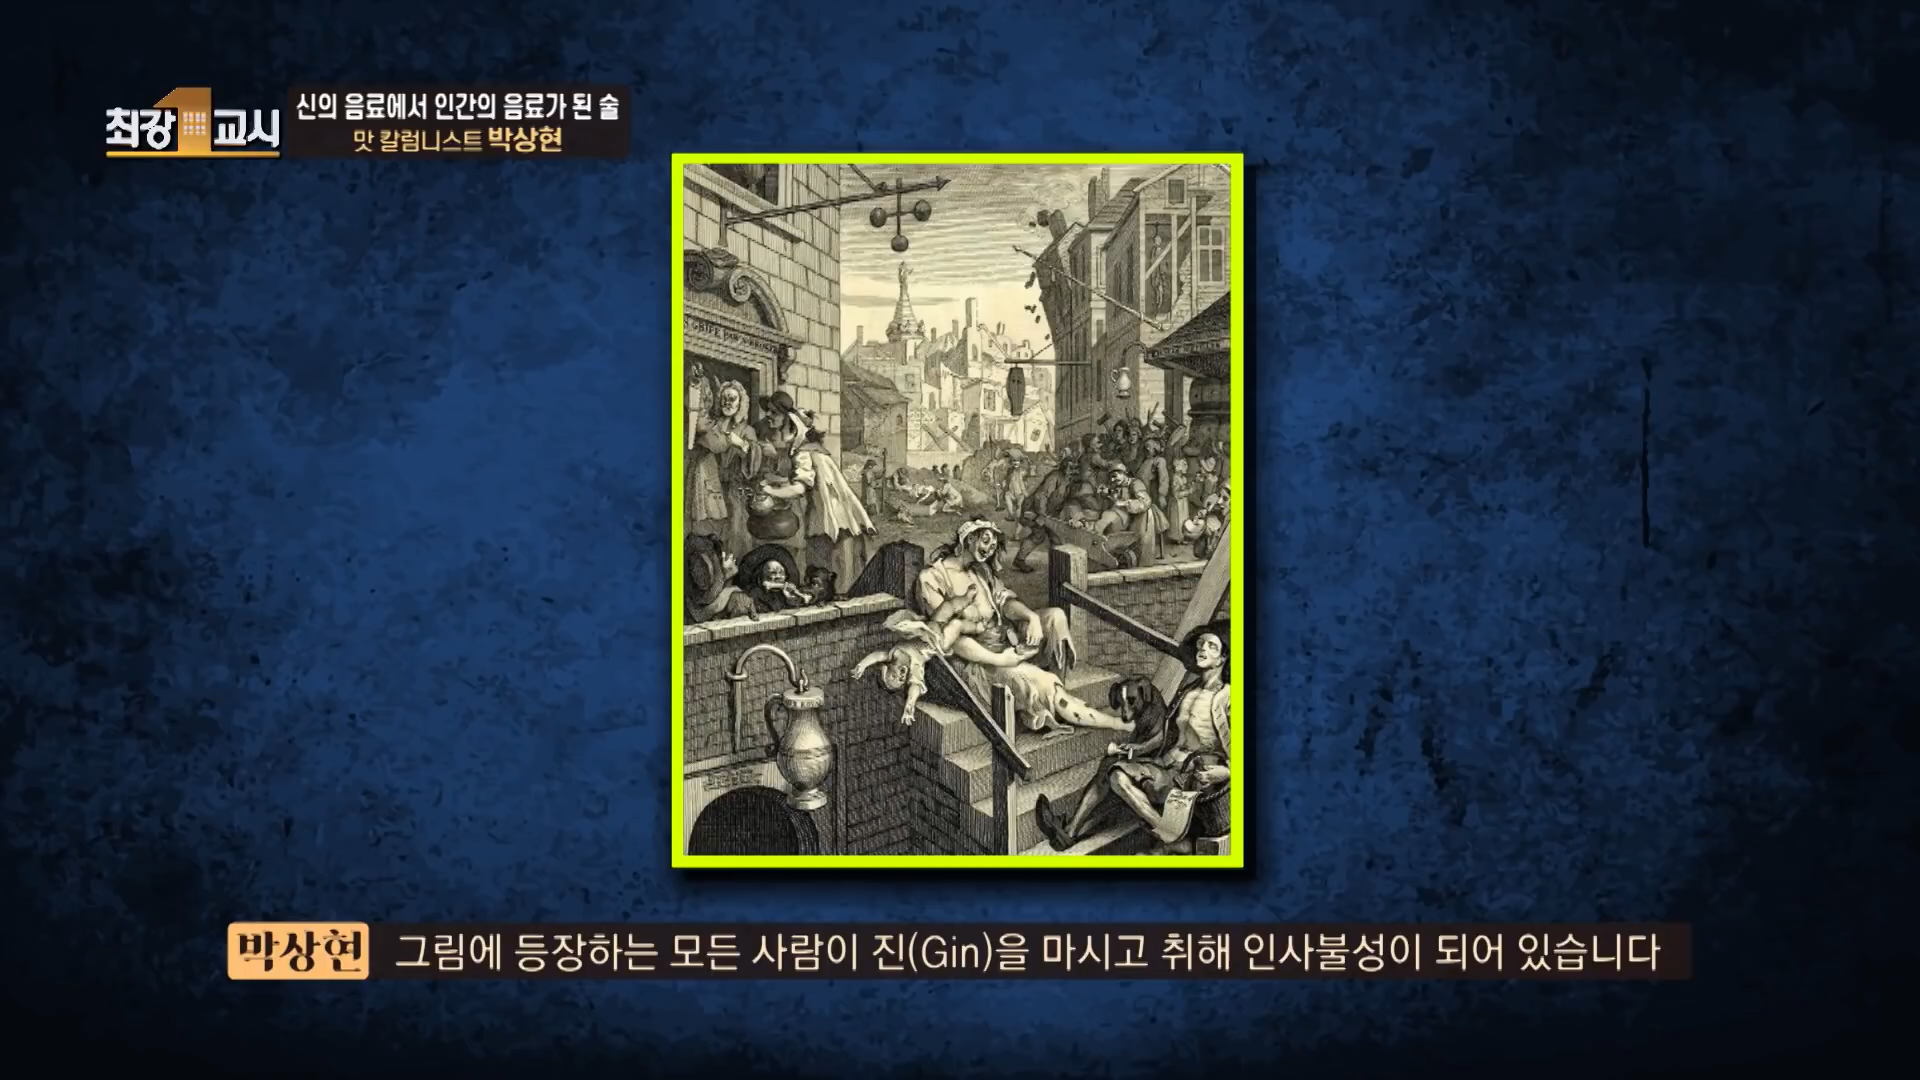 최강1교시
신의 음료에서 인간의 음료가 된 술
맛 칼럼니스트 박상현
박상현 그림에 등장하는 모든 사람이 진(Gin)을 마시고 취해 인사불성이 되어 있습니다